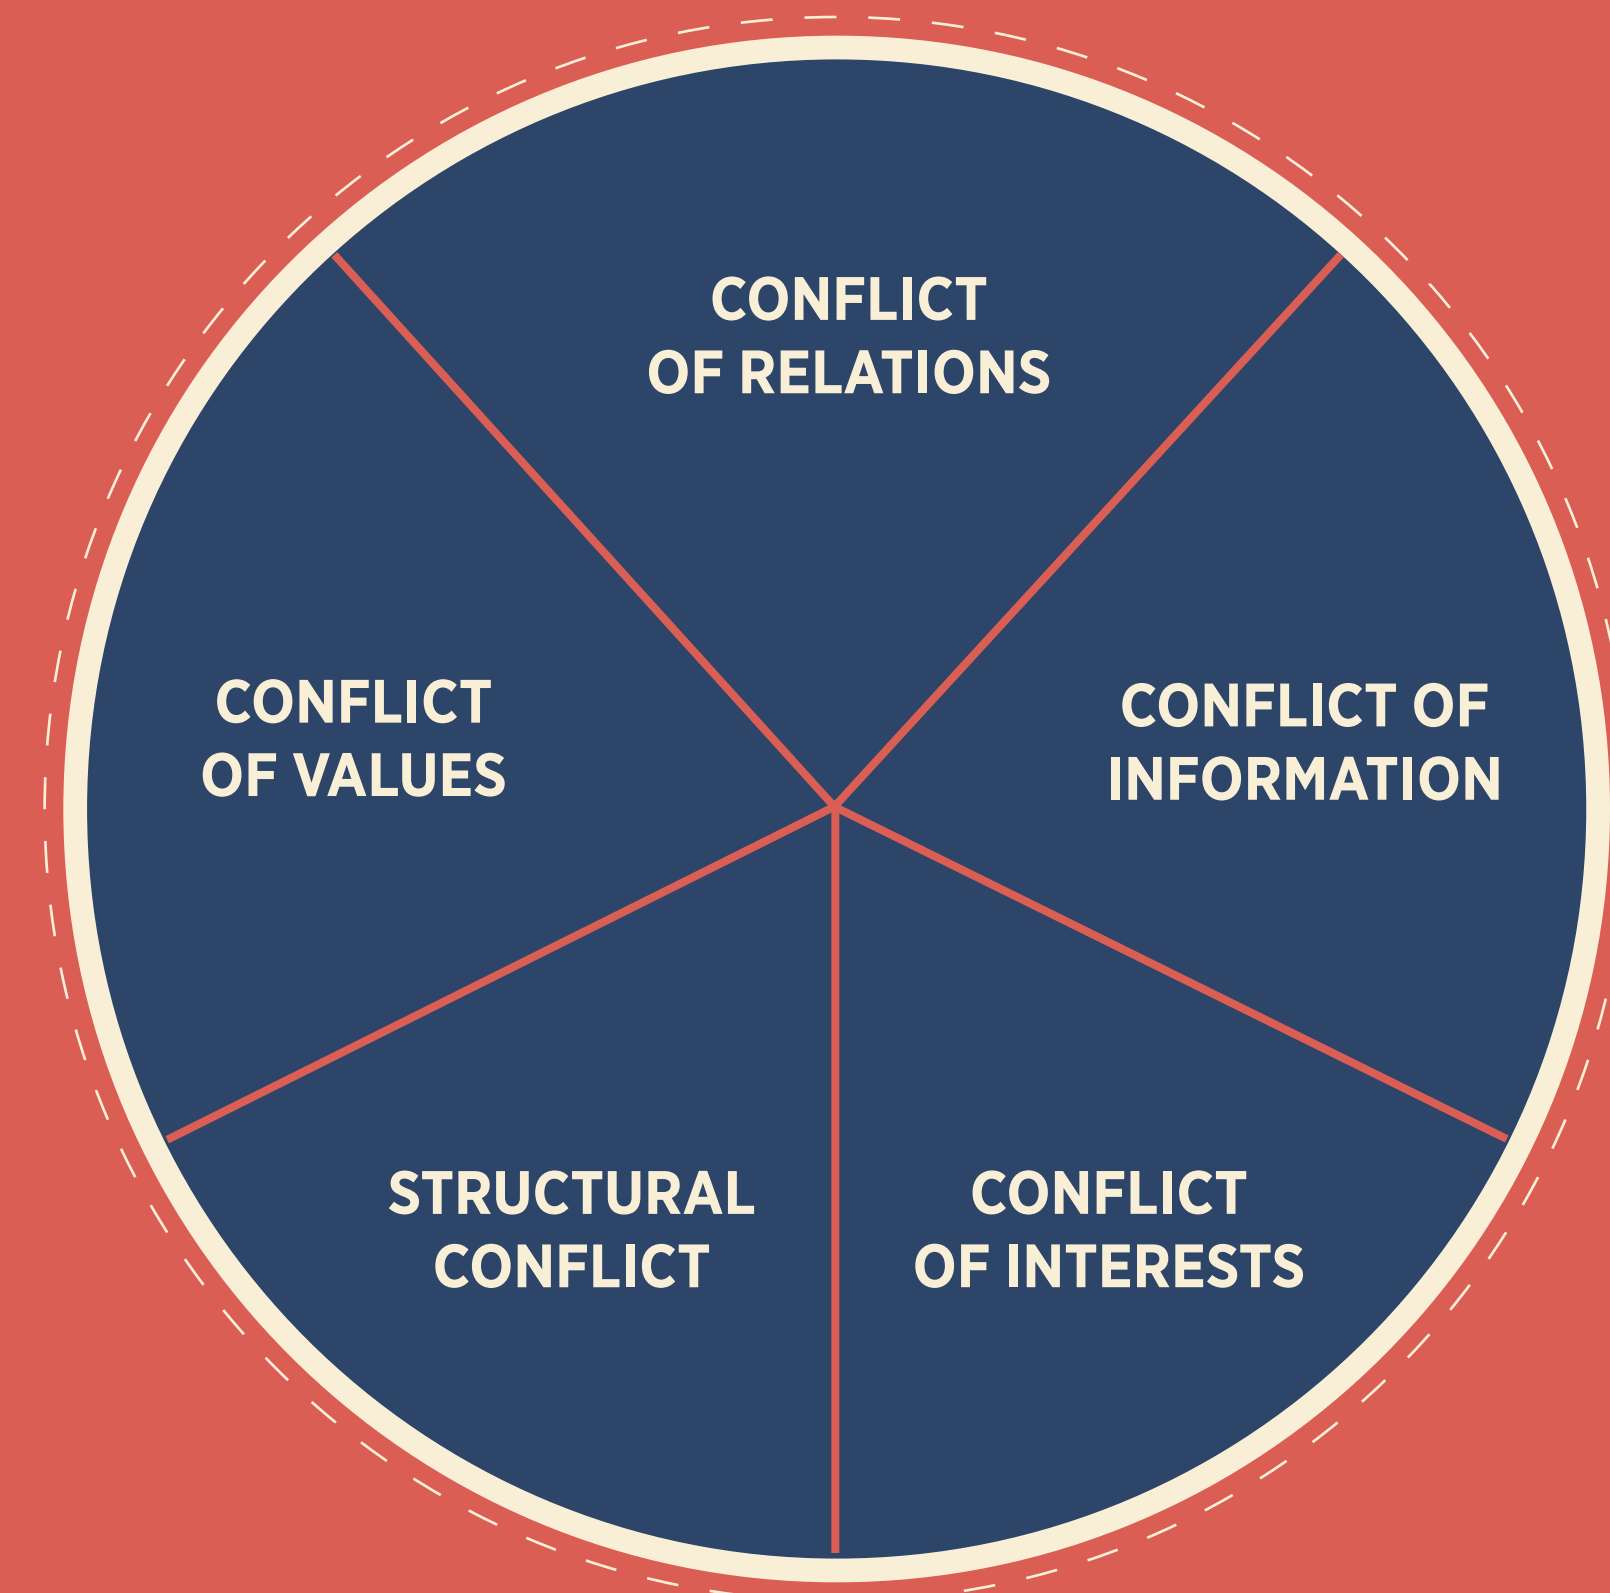 CONFLICT
OF RELATIONS
CONFLICT
OF VALUES
CONFLICT OF
INFORMATION
STRUCTURAL
CONFLICT
CONFLICT
OF INTERESTS